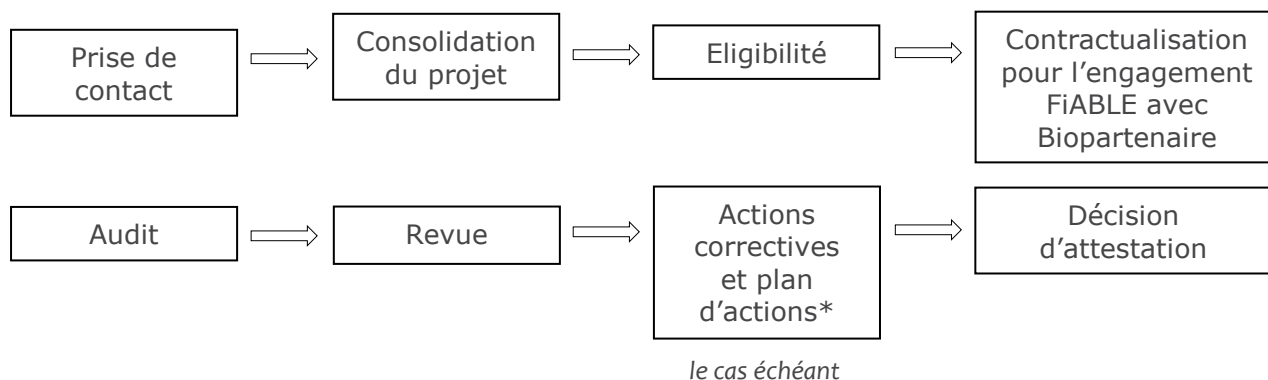 Prise de
contact
Consolidation
du projet
Eligibilité
Contractualisation
pour l'engagement
FiABLE avec
Biopartenaire
Audit
Revue
Actions
correctives
et plan
d'actions*
le cas échéant
Décision
d'attestation